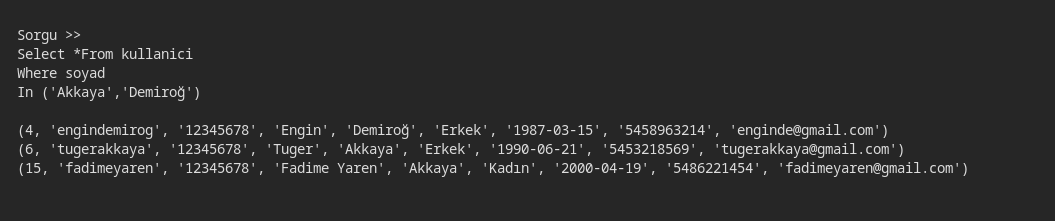 Sorgu >>
Select *From kullanici
Where soyad
In ('Akkaya','Demiroğ')
(4, 'engindemirog', '12345678', 'Engin', 'Demiroğ', 'Erkek', '1987-03-15', '5458963214', 'enginde@gmail.com')
(6, 'tugerakkaya', '12345678', 'Tuger', 'Akkaya', 'Erkek', '1990-06-21', '5453218569', 'tugerakkaya@gmail.com')
(15, 'fadimeyaren', '12345678', 'Fadime Yaren', 'Akkaya', 'Kadın', '2000-04-19', '5486221454', 'fadimeyaren@gmail.com')